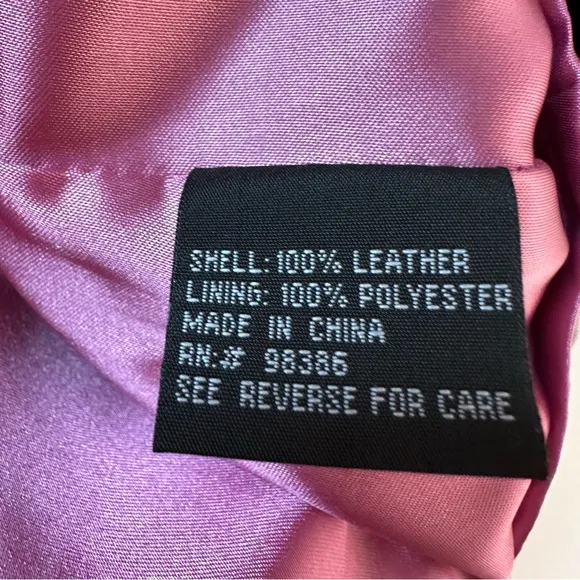 SHELL: 100% LEATHER
LINING: 100% POLYESTER
MADE IN CHINA
RN:# 98386
SEE REVERSE FOR CARE